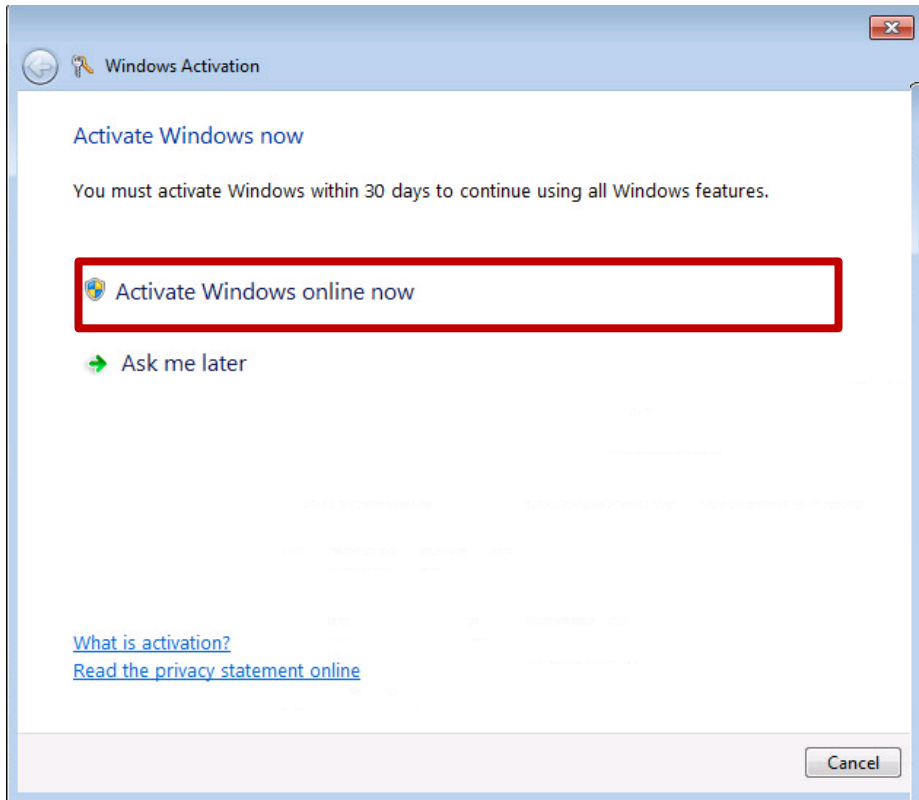 Windows Activation
Activate Windows now
You must activate Windows within 30 days to continue using all Windows features.
Activate Windows online now
Ask me later
What is activation?
Read the privacy statement online
Cancel